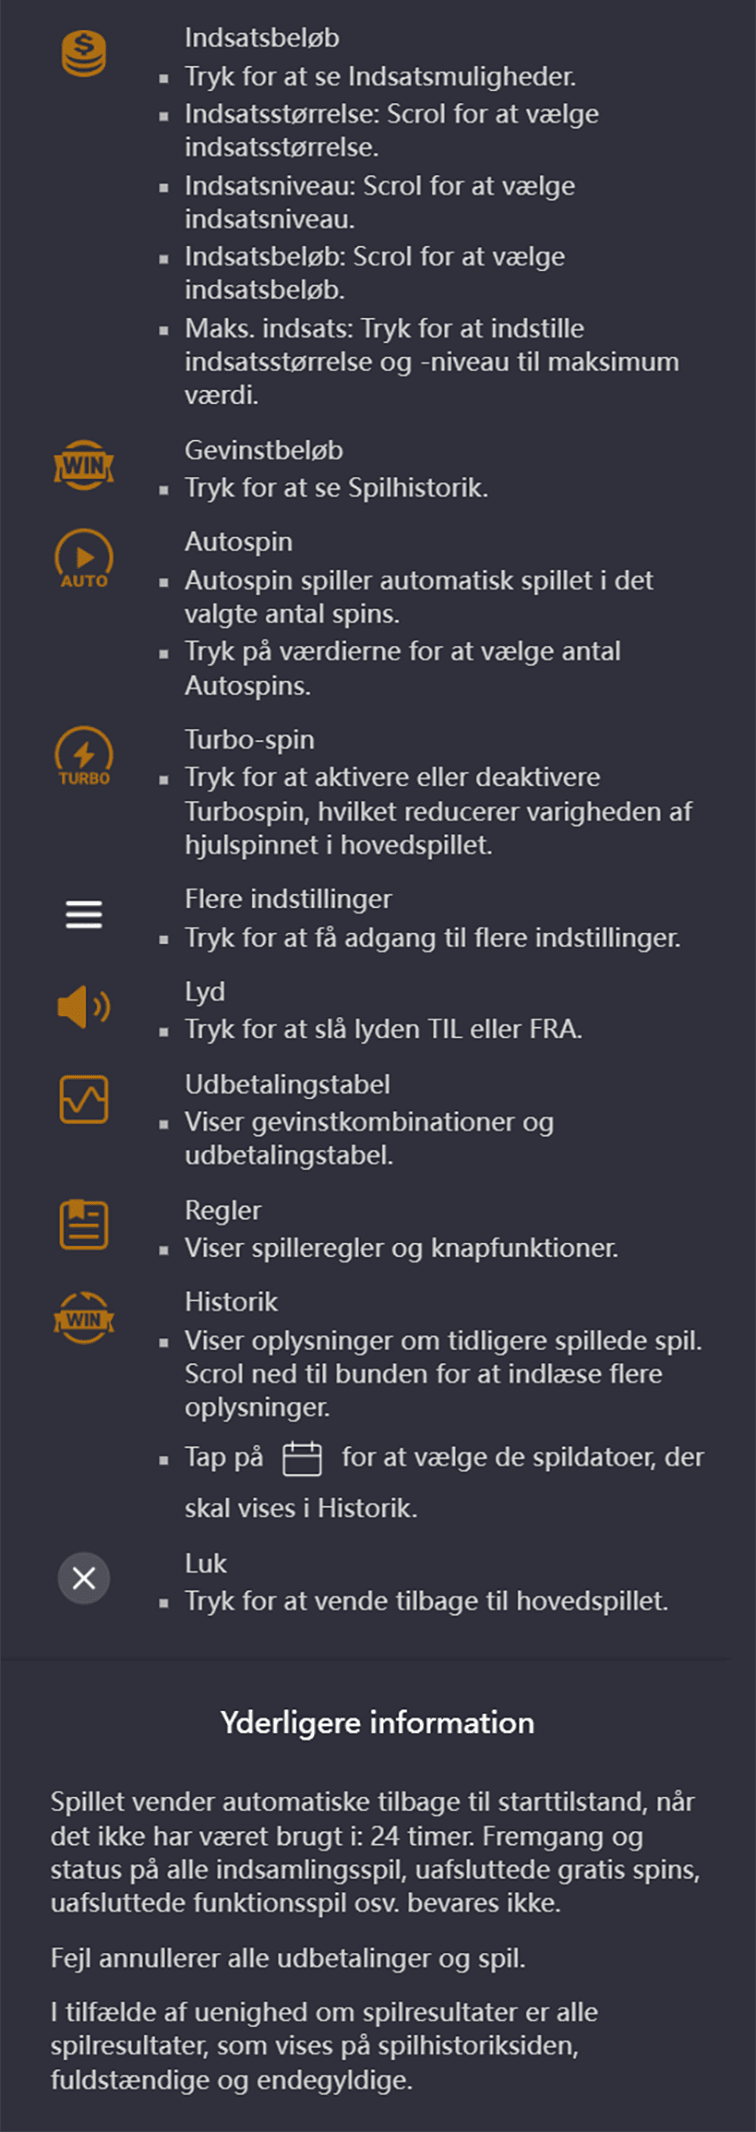 Indsatsbeløb
▪ Tryk for at se Indsatsmuligheder.
▪ Indsatsstørrelse: Scrol for at vælge
indsatsstørrelse.
▪ Indsatsniveau: Scrol for at vælge
indsatsniveau.
▪ Indsatsbeløb: Scrol for at vælge
indsatsbeløb.
▪ Maks. indsats: Tryk for at indstille
indsatsstørrelse og -niveau til maksimum
værdi.
WIN
Gevinstbeløb
▪ Tryk for at se Spilhistorik.
AUTO
Autospin
▪ Autospin spiller automatisk spillet i det
valgte antal spins.
▪ Tryk på værdierne for at vælge antal
Autospins.
TURBO
Turbo-spin
▪ Tryk for at aktivere eller deaktivere
Turbospin, hvilket reducerer varigheden af
hjulspinnet i hovedspillet.
Flere indstillinger
▪ Tryk for at få adgang til flere indstillinger.
Lyd
▪ Tryk for at slå lyden TIL eller FRA.
Udbetalingstabel
▪ Viser gevinstkombinationer og
udbetalingstabel.
Regler
▪ Viser spilleregler og knapfunktioner.
WIN
Historik
▪ Viser oplysninger om tidligere spillede spil.
Scrol ned til bunden for at indlæse flere
oplysninger.
▪ Tap på for at vælge de spildatoer, der
skal vises i Historik.
Luk
▪ Tryk for at vende tilbage til hovedspillet.
Yderligere information
Spillet vender automatiske tilbage til starttilstand, når
det ikke har været brugt i: 24 timer. Fremgang og
status på alle indsamlingsspil, uafsluttede gratis spins,
uafsluttede funktionsspil osv. bevares ikke.
Fejl annullerer alle udbetalinger og spil.
I tilfælde af uenighed om spilresultater er alle
spilresultater, som vises på spilhistoriksiden,
fuldstændige og endegyldige.